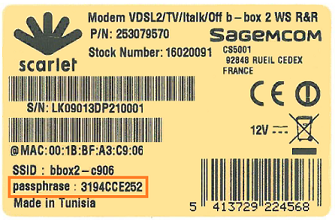 Modem VDSL2/TV/Italk/Off b-box 2 WS R&R
P/N: 253079570
SAGEMCOM
Stock Number: 16020091
CS5001
92848 RUEIL CEDEX
FRANCE
scarlet
S/N: LK09013DP210001
CE
12V
@MAC: 00:1B:BF:A3:C9:06
SSID : bbox2-c906
passphrase : 3194CCE252
Made in Tunisia
5 413729 224568